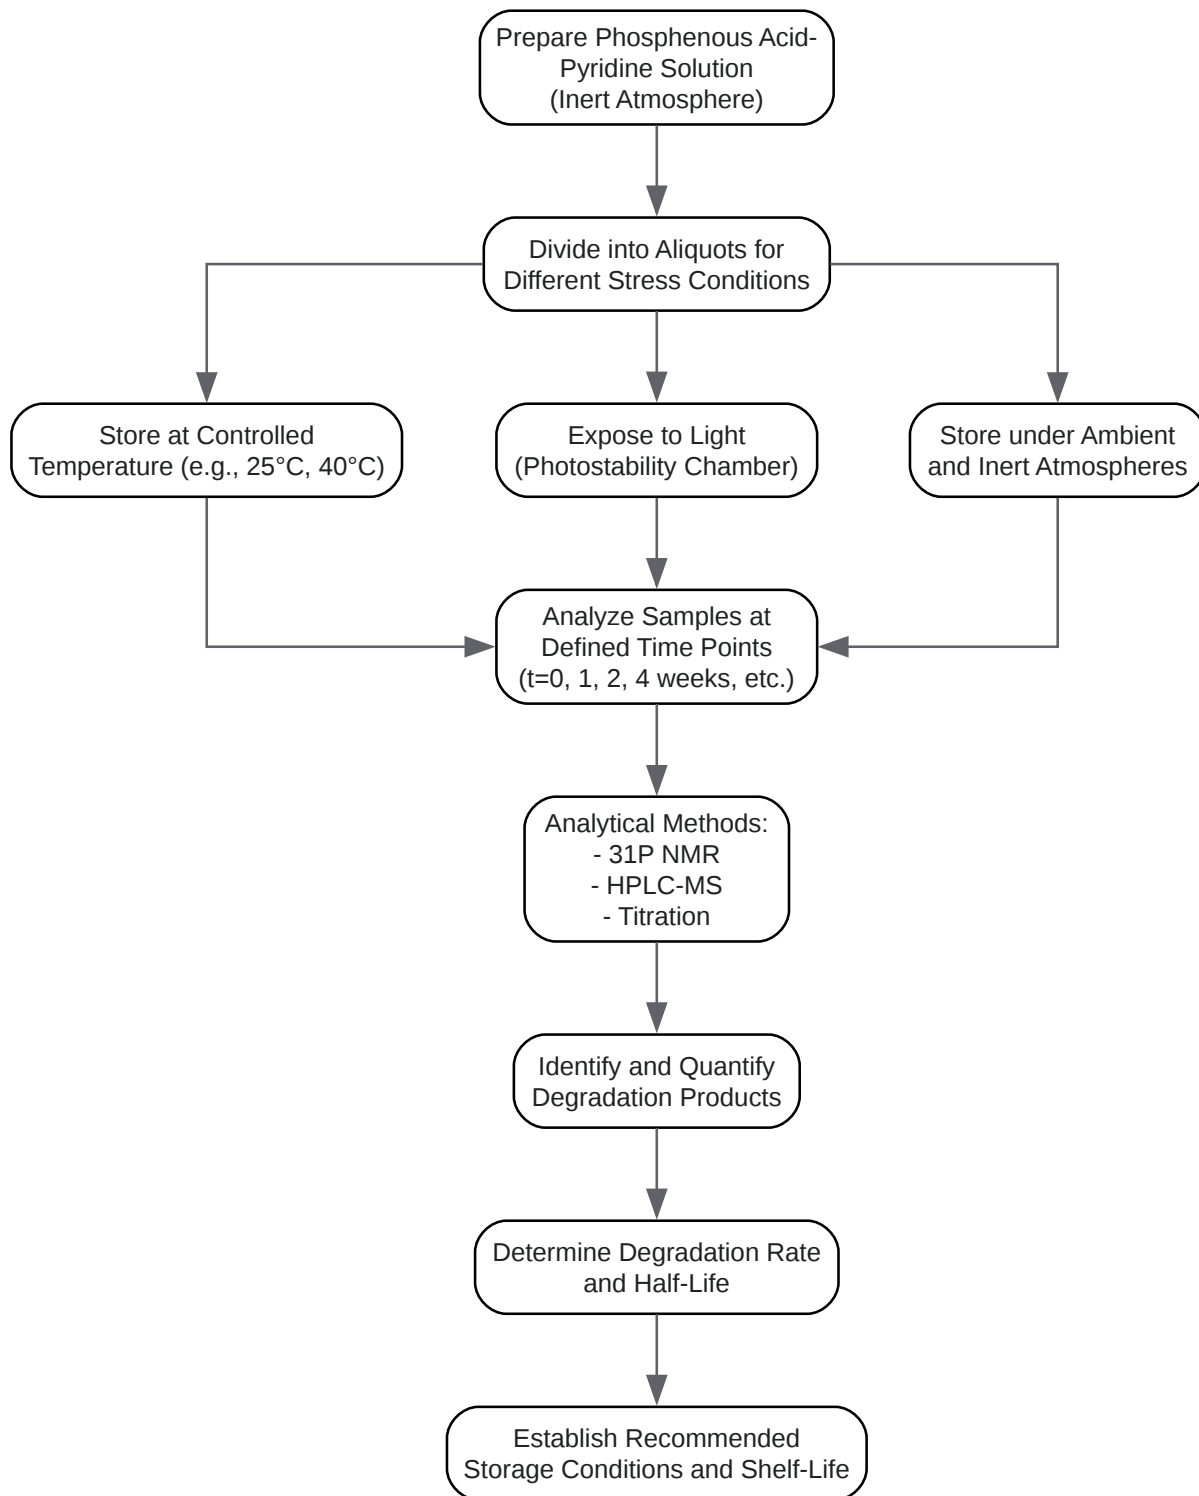 Prepare Phosphenous Acid-
Pyridine Solution
(Inert Atmosphere)
Divide into Aliquots for
Different Stress Conditions
Store at Controlled
Temperature (e.g., 25°C, 40°C)
Expose to Light
(Photostability Chamber)
Store under Ambient
and Inert Atmospheres
Analyze Samples at
Defined Time Points
(t=0, 1, 2, 4 weeks, etc.)
Analytical Methods:
- 31P NMR
- HPLC-MS
- Titration
Identify and Quantify
Degradation Products
Determine Degradation Rate
and Half-Life
Establish Recommended
Storage Conditions and Shelf-Life